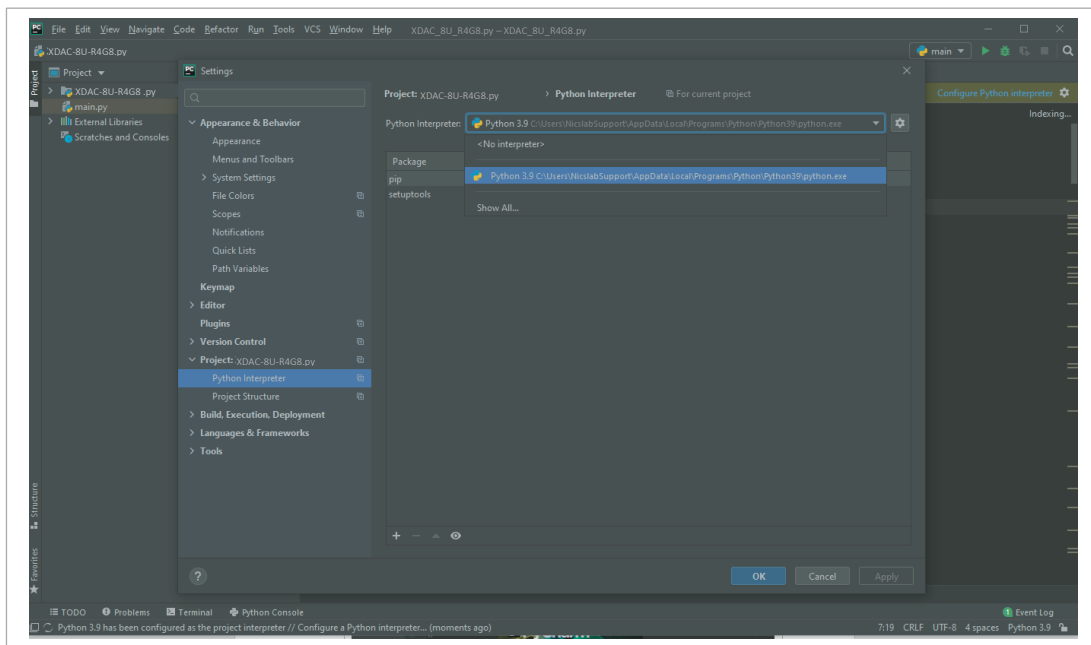 PC File Edit View Navigate Code Refactor Run Tools VCS Window Help XDAC_8U_R4G8.py – XDAC_8U_R4G8.py
XDAC-8U-R4G8.py
main
Project
Project
XDAC-8U-R4G8 .py
main.py
External Libraries
Scratches and Consoles
Configure Python interpreter
Indexing...
PC Settings
Appearance & Behavior
Appearance
Menus and Toolbars
System Settings
File Colors
Scopes
Notifications
Quick Lists
Path Variables
Keymap
Editor
Plugins
Version Control
Project: XDAC-8U-R4G8.py
Python Interpreter
Project Structure
Build, Execution, Deployment
Languages & Frameworks
Tools
Project: XDAC-8U-R4G8.py › Python Interpreter For current project
Python Interpreter: Python 3.9 C:\Users\NicslabSupport\AppData\Local\Programs\Python\Python39\python.exe
<No interpreter>
Python 3.9 C:\Users\NicslabSupport\AppData\Local\Programs\Python\Python39\python.exe
Show All...
Package
pip
setuptools
+ −
?
OK Cancel Apply
Structure
Favorites
TODO Problems Terminal Python Console
1 Event Log
Python 3.9 has been configured as the project interpreter // Configure a Python interpreter... (moments ago)
7:19 CRLF UTF-8 4 spaces Python 3.9